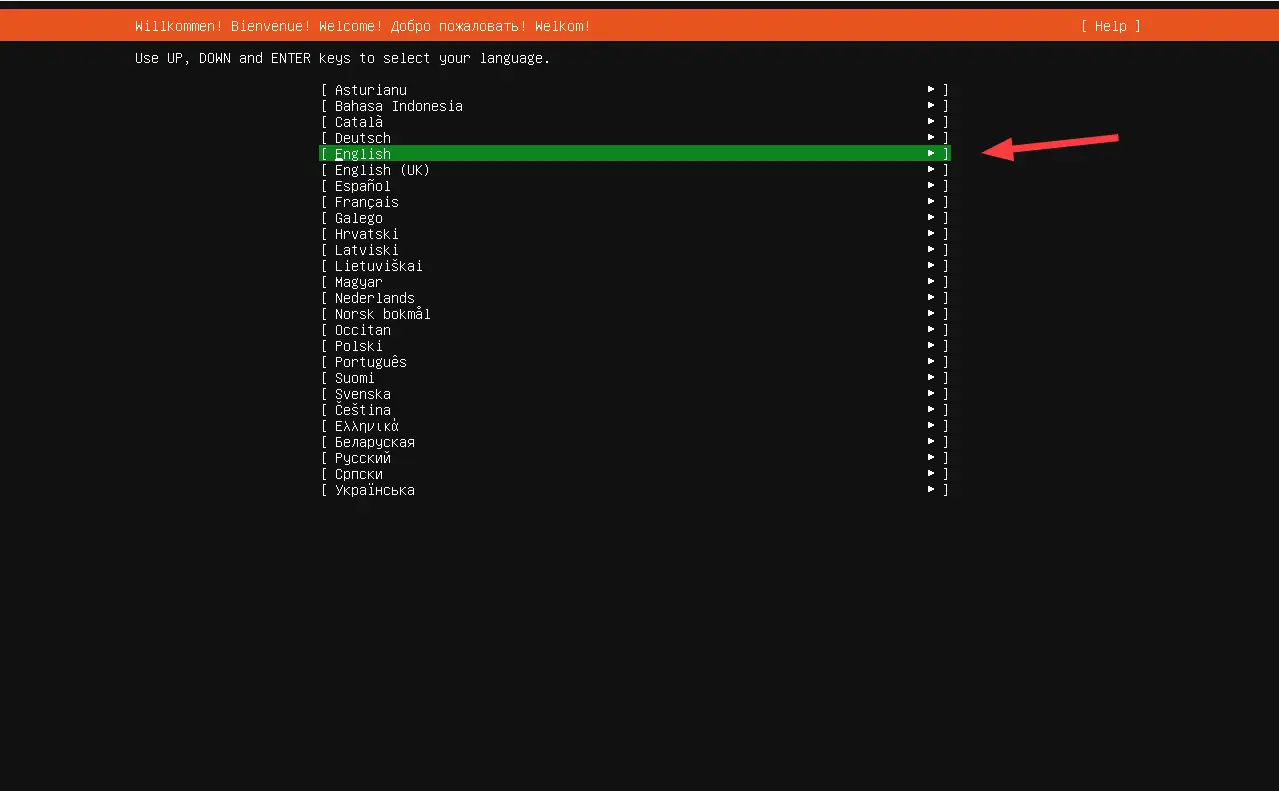 Willkommen! Bienvenue! Welcome! Добро пожаловать! Welkom! [ Help ]
Use UP, DOWN and ENTER keys to select your language.
[ Asturianu ► ]
[ Bahasa Indonesia ► ]
[ Català ► ]
[ Deutsch ► ]
[ English ► ]
[ English (UK) ► ]
[ Español ► ]
[ Français ► ]
[ Galego ► ]
[ Hrvatski ► ]
[ Latviski ► ]
[ Lietuviškai ► ]
[ Magyar ► ]
[ Nederlands ► ]
[ Norsk bokmål ► ]
[ Occitan ► ]
[ Polski ► ]
[ Português ► ]
[ Suomi ► ]
[ Svenska ► ]
[ Čeština ► ]
[ Ελληνικά ► ]
[ Беларуская ► ]
[ Русский ► ]
[ Српски ► ]
[ Українська ► ]